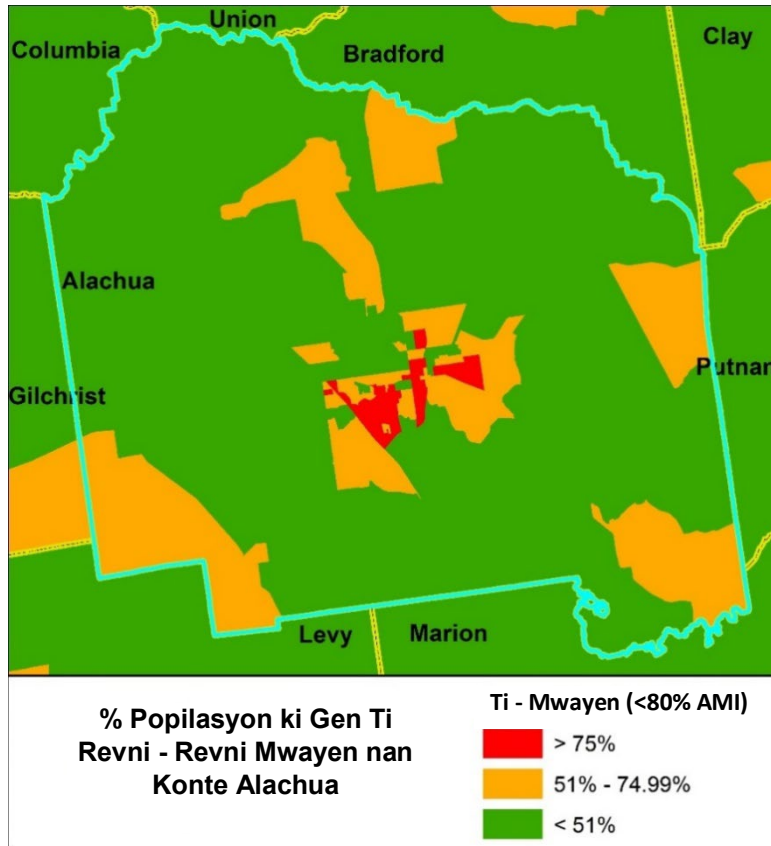 Union
Columbia
Bradford
Clay
Alachua
Gilchrist
Putnar
Levy
Marion
% Popilasyon ki Gen Ti
Revni - Revni Mwayen nan
Konte Alachua
Ti - Mwayen (<80% AMI)
> 75%
51% - 74.99%
< 51%